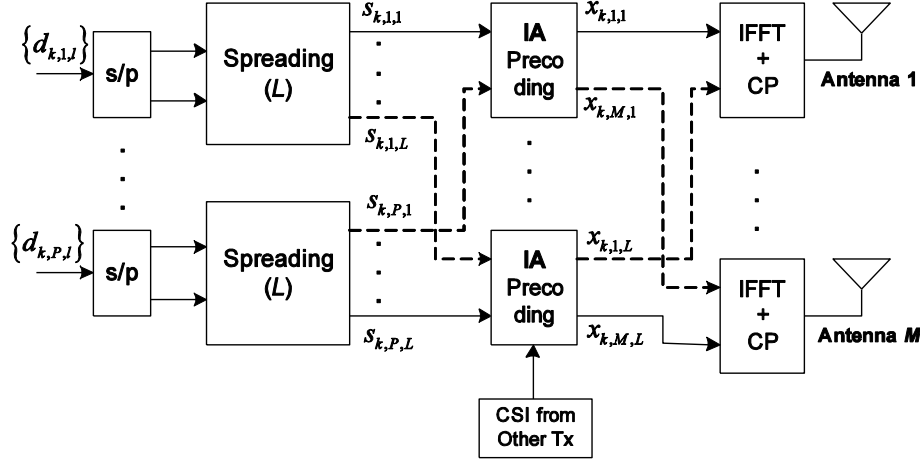 {d_{k,1,l}}
s/p
Spreading
(L)
s_{k,1,1}
s_{k,1,L}
IA
Preco
ding
x_{k,1,1}
x_{k,M,1}
IFFT
+
CP
Antenna 1
{d_{k,P,l}}
s/p
Spreading
(L)
s_{k,P,1}
s_{k,P,L}
IA
Preco
ding
x_{k,1,L}
x_{k,M,L}
IFFT
+
CP
Antenna M
CSI from
Other Tx